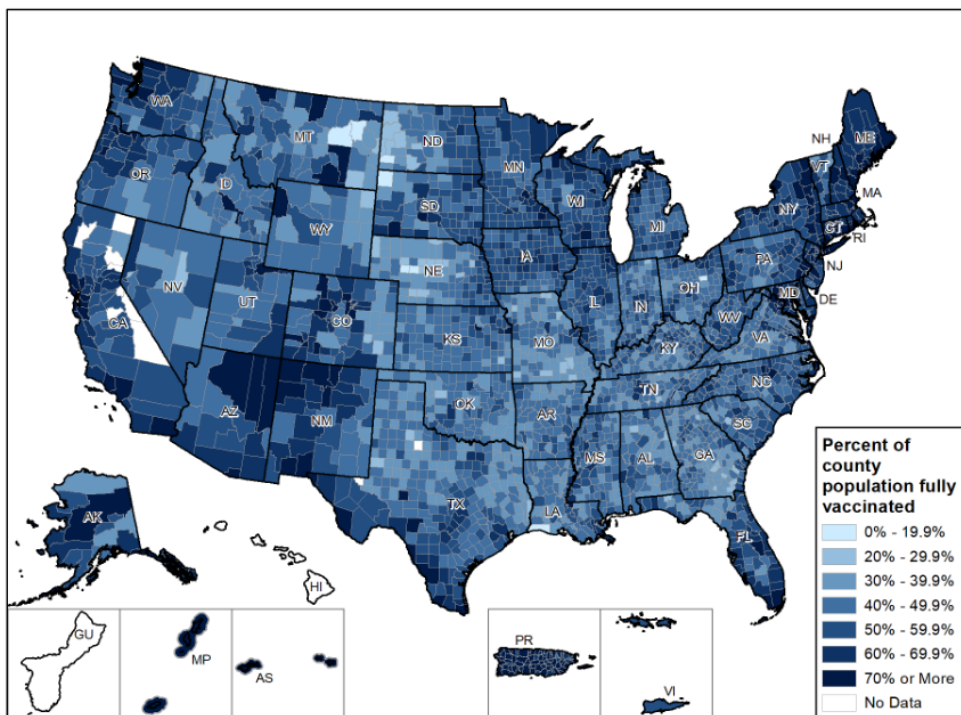 WA
MT
ND
MN
OR
ID
SD
WI
MI
WY
NE
IA
NV
UT
CO
KS
MO
IL
IN
OH
PA
NY
NH
VT
ME
MA
CT
RI
NJ
DE
MD
WV
VA
KY
CA
AZ
NM
OK
AR
TN
NC
SC
MS
AL
GA
TX
LA
FL
AK
HI
GU
MP
AS
PR
VI
Percent of
county
population fully
vaccinated
0% - 19.9%
20% - 29.9%
30% - 39.9%
40% - 49.9%
50% - 59.9%
60% - 69.9%
70% or More
No Data